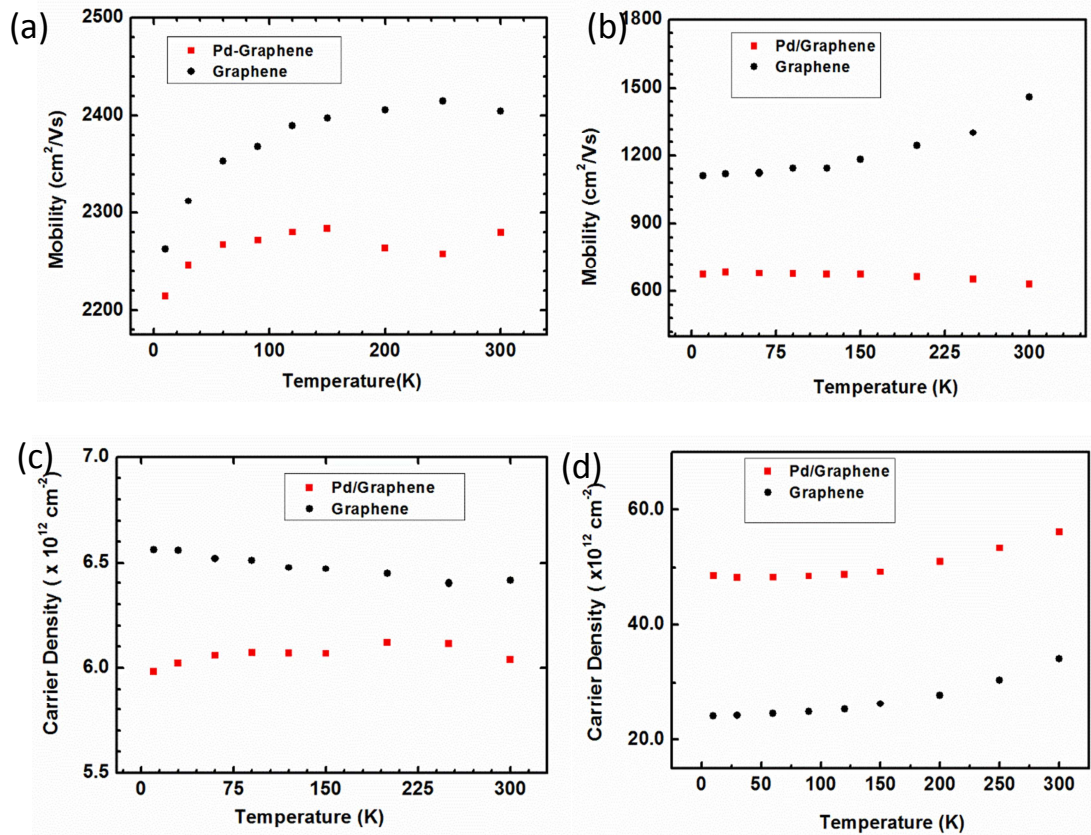 (a)
2500
2400
2300
2200
Mobility (cm²/Vs)
Pd-Graphene
Graphene
0 100 200 300
Temperature(K)
(b)
1800
1500
1200
900
600
Mobility (cm²/Vs)
Pd/Graphene
Graphene
0 75 150 225 300
Temperature (K)
(c)
7.0
6.5
6.0
5.5
Carrier Density ( x 10¹² cm⁻²)
Pd/Graphene
Graphene
0 75 150 225 300
Temperature (K)
(d)
60.0
40.0
20.0
Carrier Density ( x10¹² cm⁻²)
Pd/Graphene
Graphene
0 50 100 150 200 250 300
Temperature (K)